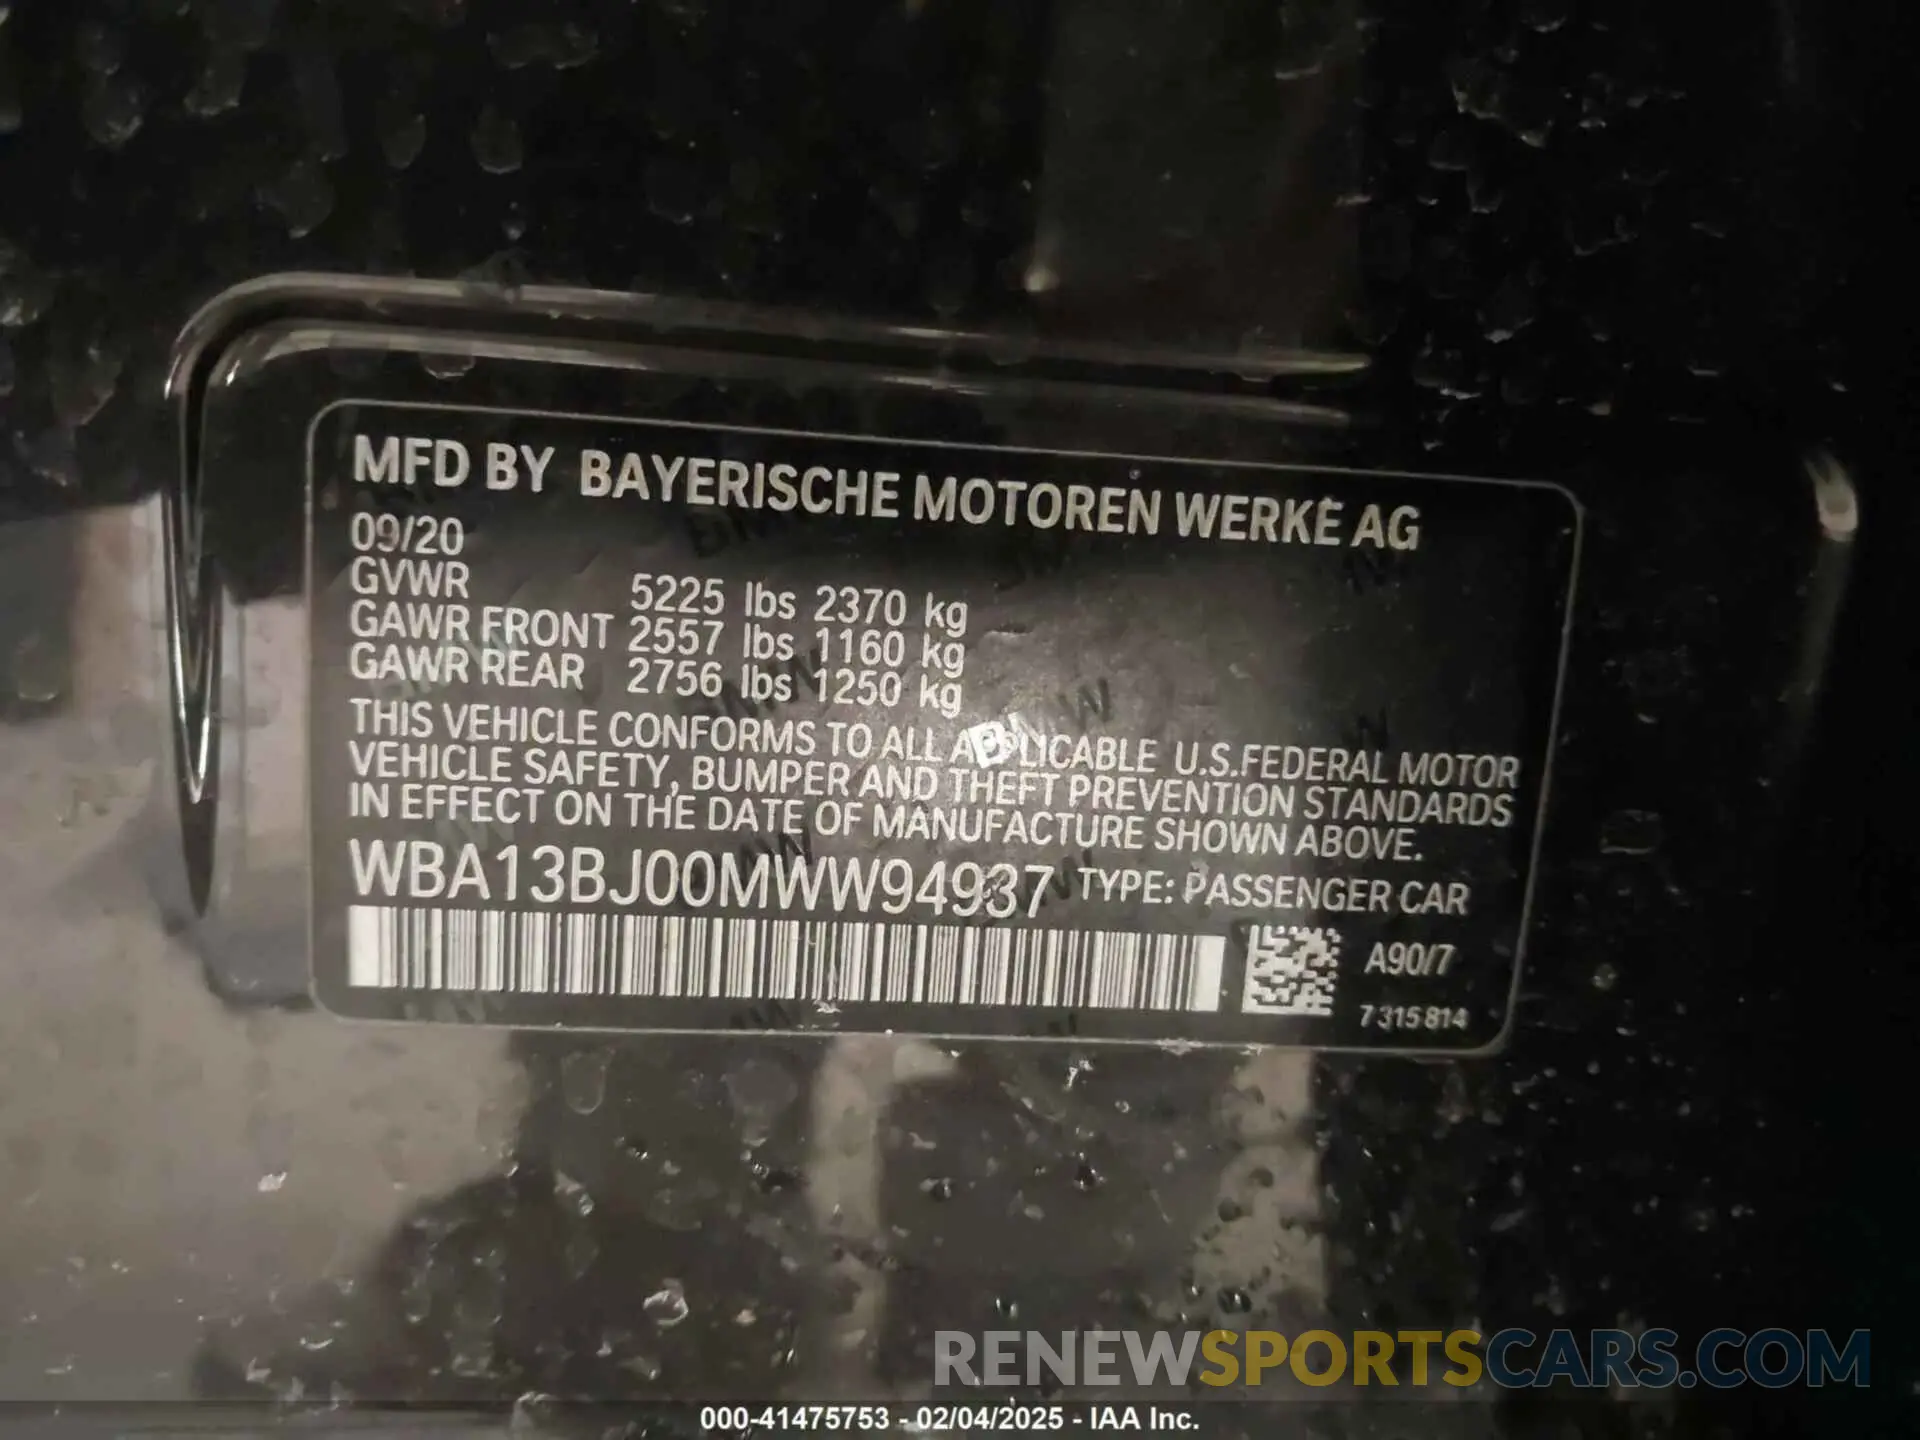 MFD BY BAYERISCHE MOTOREN WERKE AG
09/20
GVWR 5225 lbs 2370 kg
GAWR FRONT 2557 lbs 1160 kg
GAWR REAR 2756 lbs 1250 kg
THIS VEHICLE CONFORMS TO ALL APPLICABLE U.S.FEDERAL MOTOR
VEHICLE SAFETY, BUMPER AND THEFT PREVENTION STANDARDS
IN EFFECT ON THE DATE OF MANUFACTURE SHOWN ABOVE.
WBA13BJ00MWW94937 TYPE: PASSENGER CAR
A90/7
7 315 814
RENEWSPORTSCARS.COM
000-41475753 - 02/04/2025 - IAA Inc.